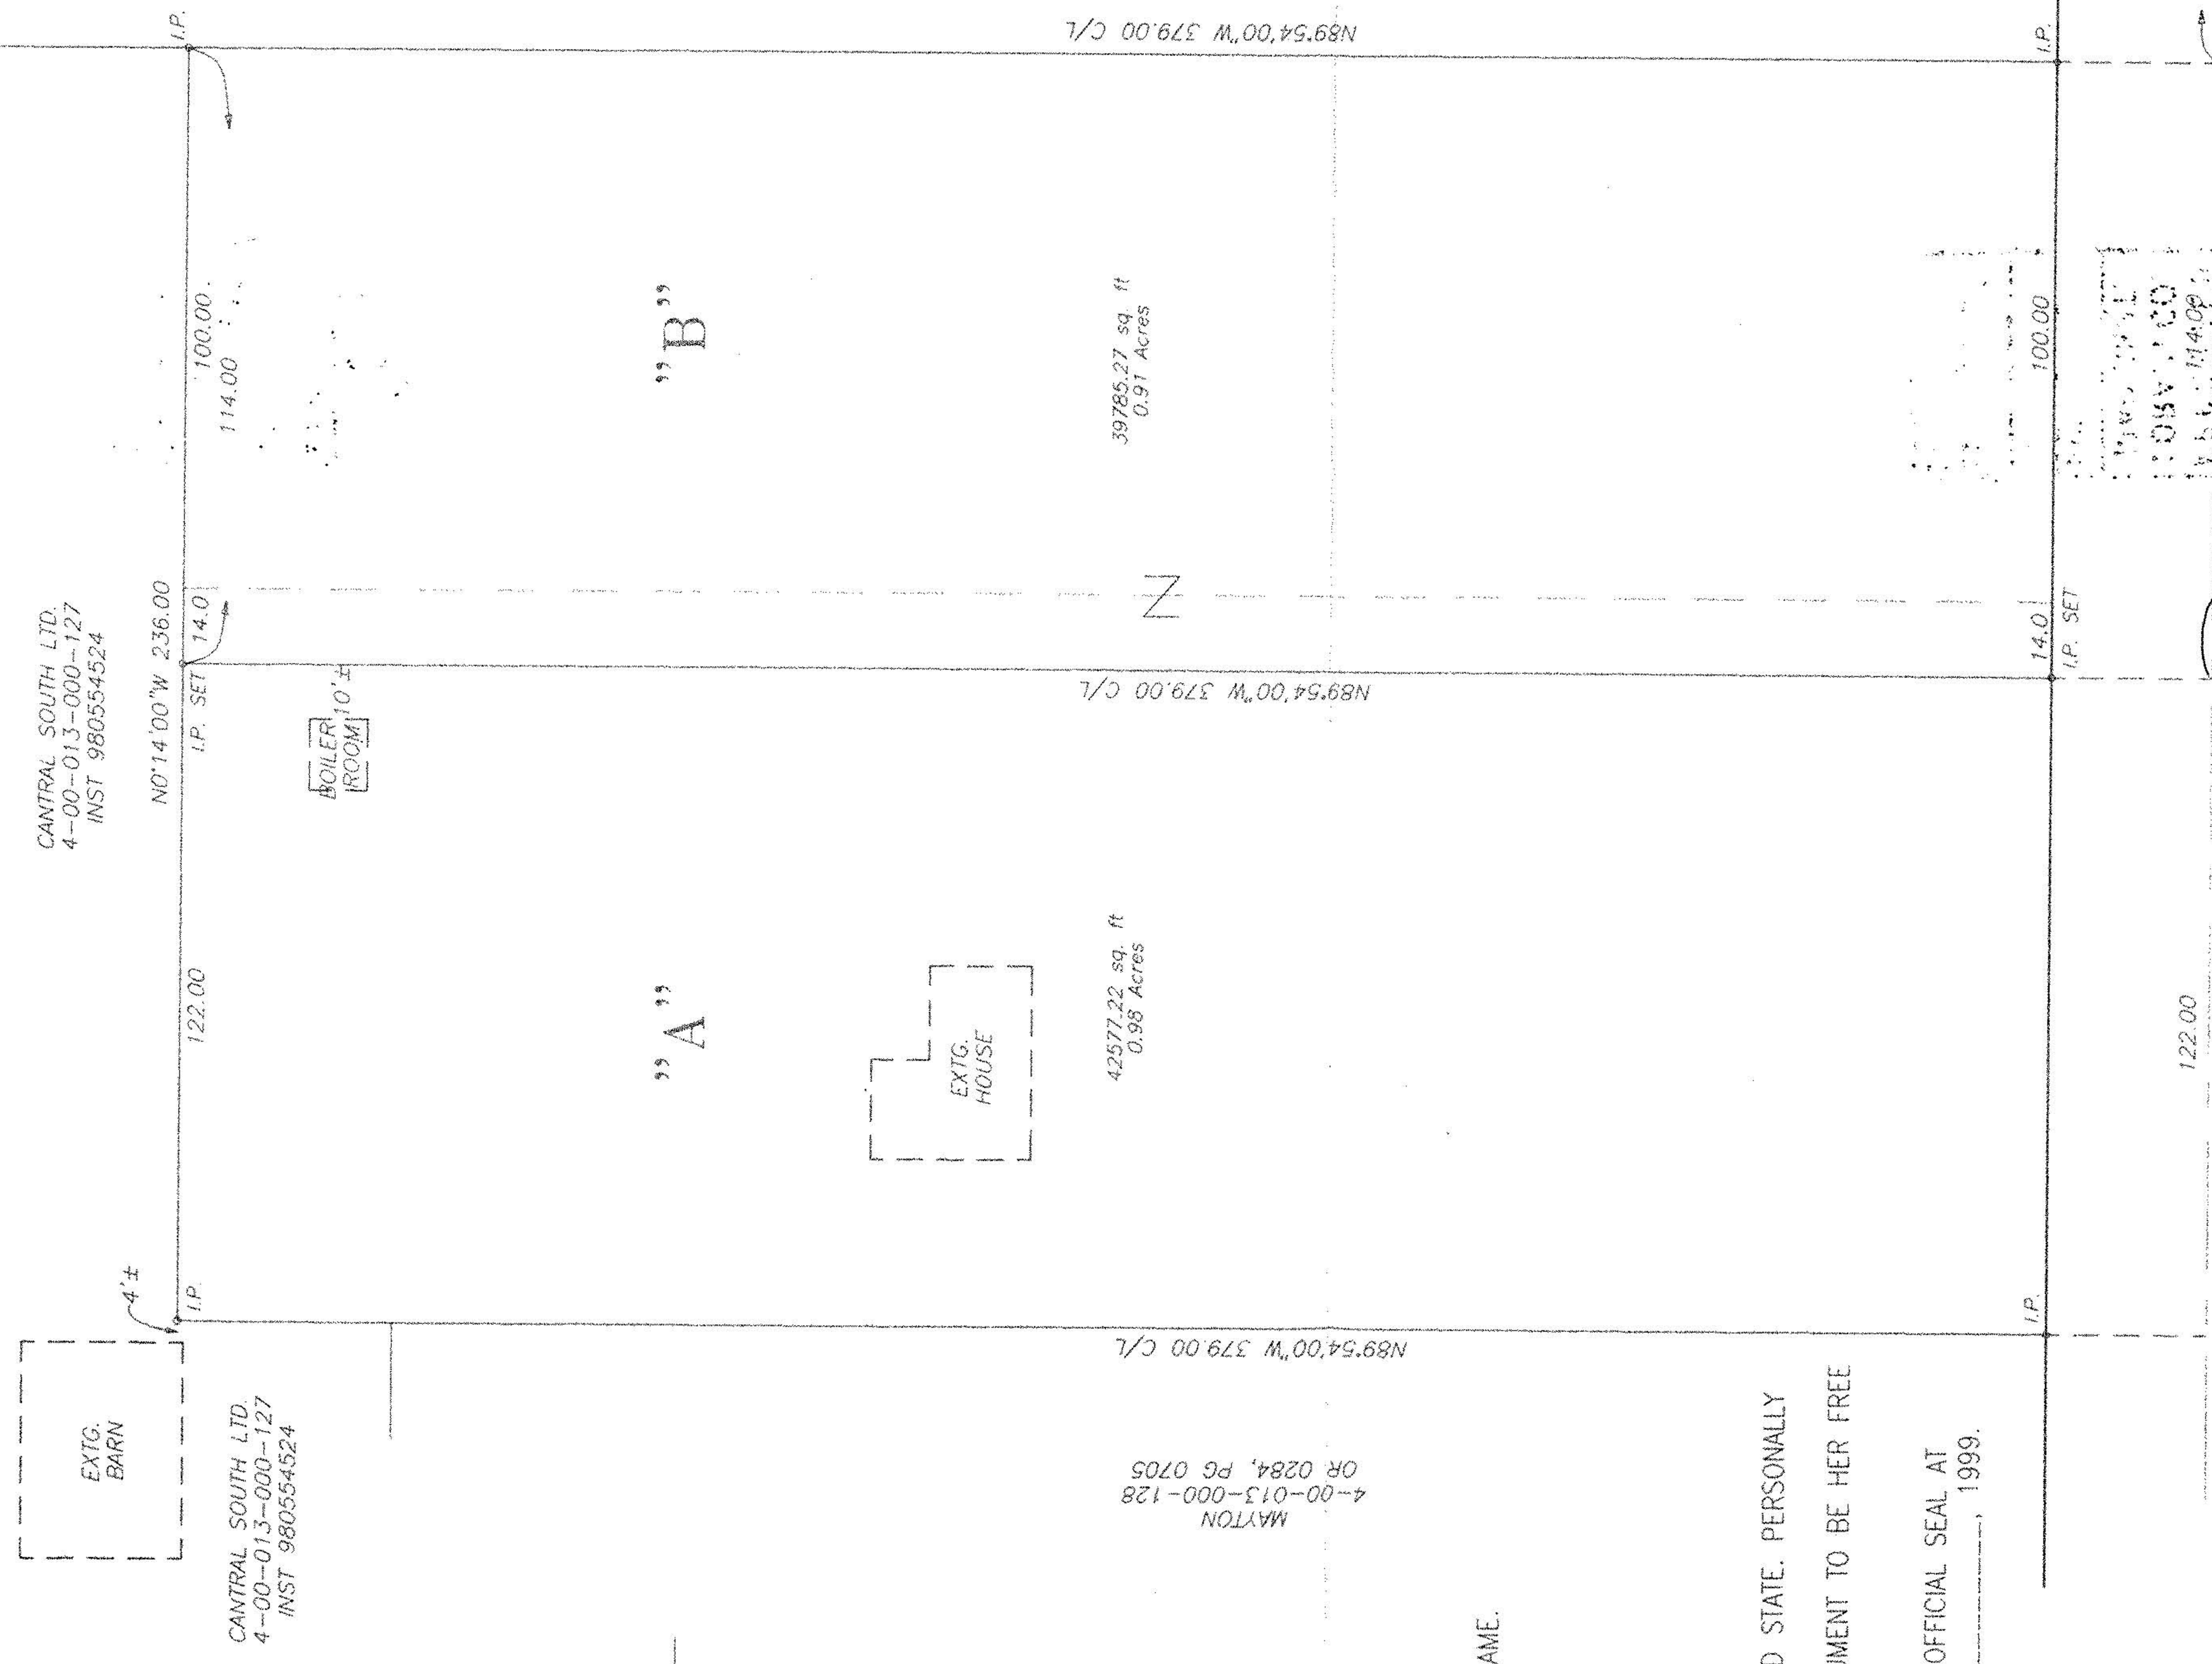 CANTRAL SOUTH LTD.
4-00-013-000-127
INST 9805554524
N0°14'00"W 236.00
I.P.
100.00
114.00
I.P. SET
14.0
122.00
I.P.
4'±
EXTG.
BARN
CANTRAL SOUTH LTD.
4-00-013-000-127
INST 9805554524
BOILER
ROOM
10'±
"B"
39785.27 sq. ft
0.91 Acres
N89°54'00"W 379.00 C/L
Z
N89°54'00"W 379.00 C/L
"A"
EXTG.
HOUSE
42577.22 sq. ft
0.98 Acres
N89°54'00"W 379.00 C/L
MAYTON
4-00-013-000-128
OR 0284, PG 0705
I.P.
100.00
14.0
I.P. SET
I.P.
114.00
122.00
AME.
D STATE. PERSONALLY
UMENT TO BE HER FREE
OFFICIAL SEAL AT
, 1999.